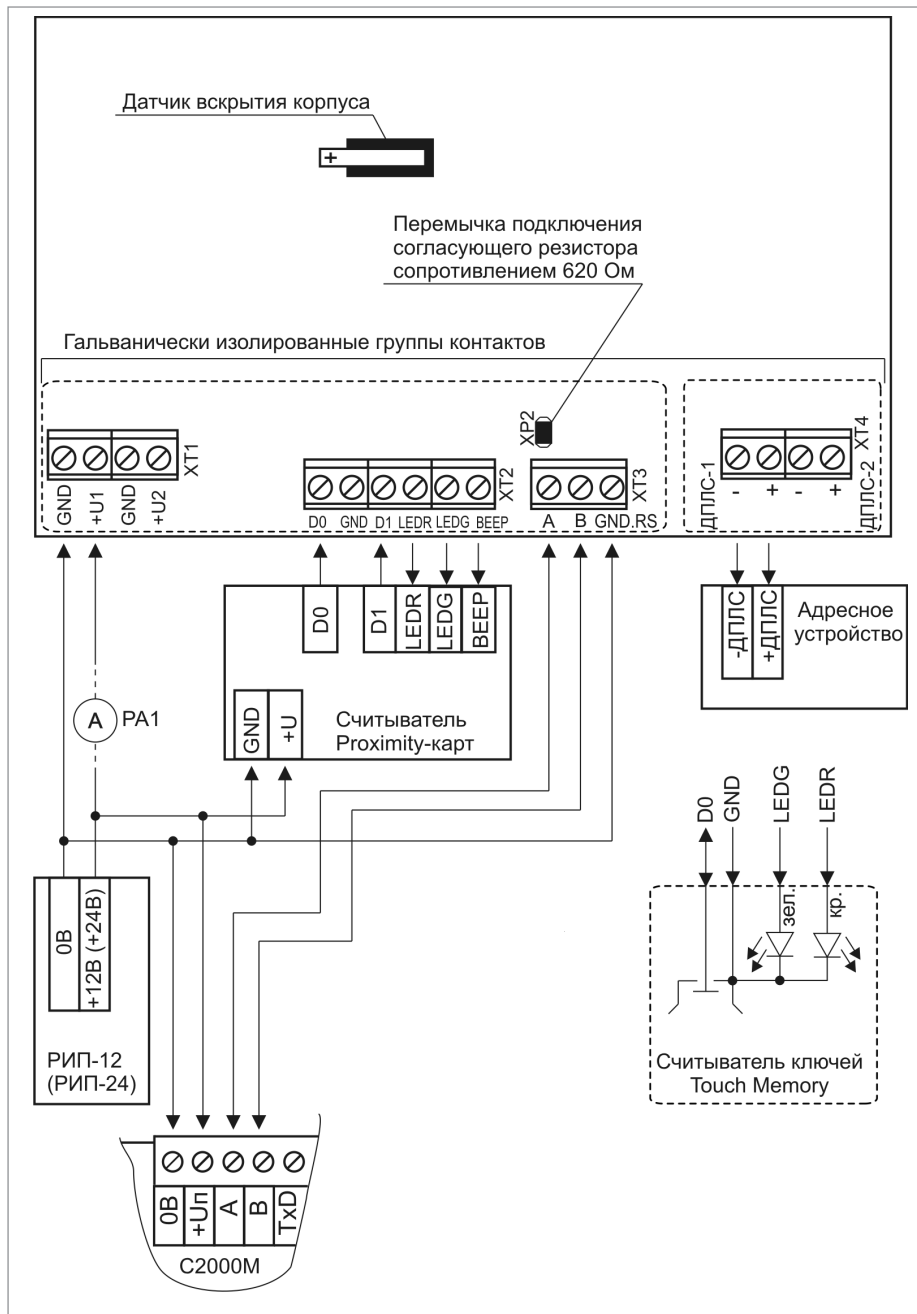 Датчик вскрытия корпуса
+
Перемычка подключения
согласующего резистора
сопротивлением 620 Ом
Гальванически изолированные группы контактов
XT1
GND
+U1
GND
+U2
XT2
D0
GND
D1
LEDR
LEDG
BEEP
XP2
XT3
A
B
GND.RS
XT4
ДПЛС-1
-
+
-
+
ДПЛС-2
D0
D1
LEDR
LEDG
BEEP
GND
+U
Считыватель
Proximity-карт
-ДПЛС
+ДПЛС
Адресное
устройство
A
PA1
0В
+12В (+24В)
РИП-12
(РИП-24)
D0
GND
LEDG
LEDR
зел.
кр.
Считыватель ключей
Touch Memory
0В
+Uп
A
B
TxD
С2000М